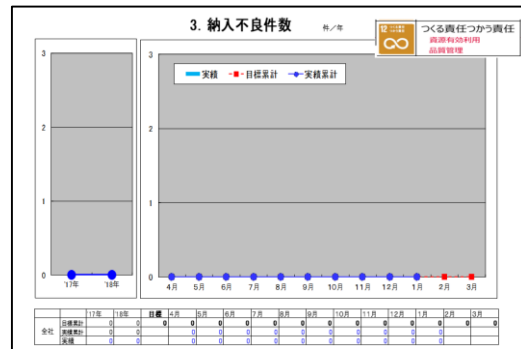 3. 納入不良件数
件/年
12 つくる責任つかう責任
資源有効利用
品質管理
実績 目標累計 実績累計
3 3
2 2
1 1
0 0
'17年 '18年 4月 5月 6月 7月 8月 9月 10月 11月 12月 1月 2月 3月
'17年 '18年 目標 4月 5月 6月 7月 8月 9月 10月 11月 12月 1月 2月 3月
全社 目標累計 0 0 0 0 0 0 0 0 0 0 0 0 0 0 0
実績累計 0 0 0 0 0 0 0 0 0 0 0 0
実績 0 0 0 0 0 0 0 0 0 0 0 0